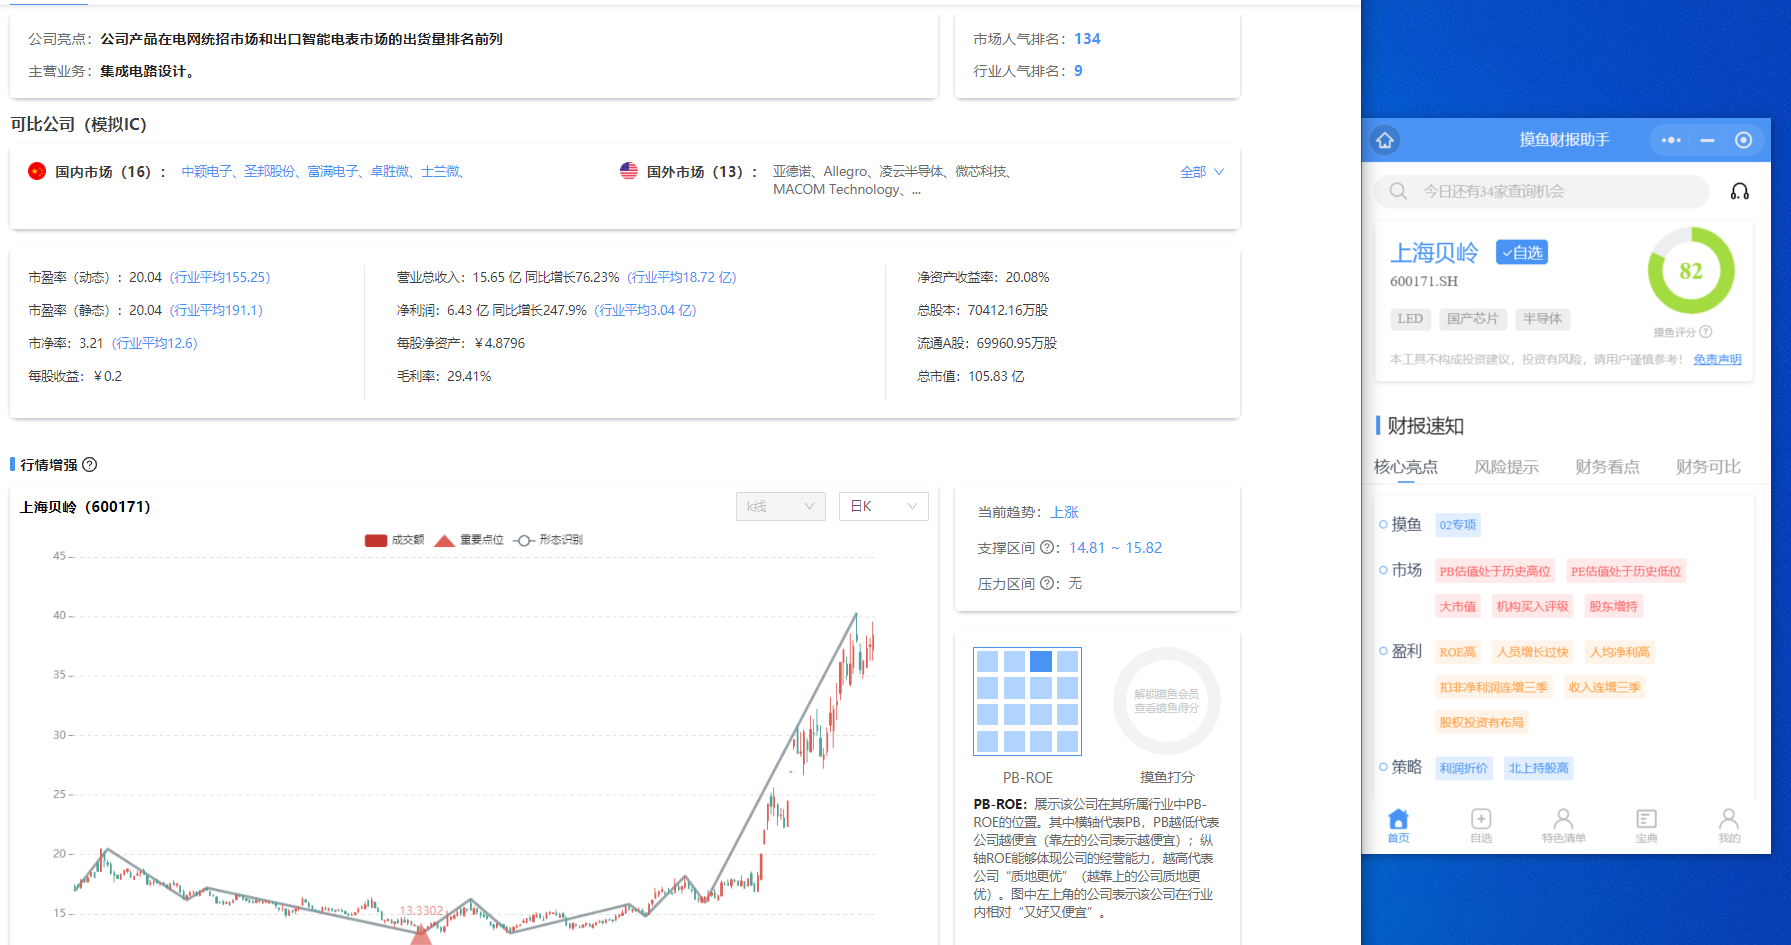 公司亮点：公司产品在电网统招市场和出口智能电表市场的出货量排名前列
主营业务：集成电路设计。
市场人气排名：134
行业人气排名：9
可比公司（模拟IC）
国内市场（16）： 中颖电子、圣邦股份、富满电子、卓胜微、士兰微、
国外市场（13）： 亚德诺、Allegro、凌云半导体、微芯科技、
MACOM Technology、...
全部
市盈率（动态）：20.04（行业平均155.25）
市盈率（静态）：20.04（行业平均191.1）
市净率：3.21（行业平均12.6）
每股收益：￥0.2
营业总收入：15.65 亿 同比增长76.23%（行业平均18.72 亿）
净利润：6.43 亿 同比增长247.9%（行业平均3.04 亿）
每股净资产：￥4.8796
毛利率：29.41%
净资产收益率：20.08%
总股本：70412.16万股
流通A股：69960.95万股
总市值：105.83 亿
行情增强
上海贝岭（600171）
k线
日K
成交额 重要点位 形态识别
45
40
35
30
25
20
15
13.3302
当前趋势：上涨
支撑区间 ?：14.81 ~ 15.82
压力区间 ?：无
PB-ROE
解锁摸鱼会员
查看摸鱼得分
摸鱼打分
PB-ROE：展示该公司在其所属行业中PB-
ROE的位置。其中横轴代表PB，PB越低代表
公司越便宜（靠左的公司表示越便宜）；纵
轴ROE能够体现公司的经营能力，越高代表
公司“质地更优”（越靠上的公司质地更
优）。图中左上角的公司表示该公司在行业
内相对“又好又便宜”。
摸鱼财报助手
今日还有34家查询机会
上海贝岭 自选
600171.SH
LED 国产芯片 半导体
82
摸鱼评分 ?
本工具不构成投资建议，投资有风险，请用户谨慎参考！ 免责声明
财报速知
核心亮点 风险提示 财务看点 财务可比
摸鱼 02专项
市场 PB估值处于历史高位 PE估值处于历史低位
大市值 机构买入评级 股东增持
盈利 ROE高 人员增长过快 人均净利高
扣非净利润连增三季 收入连增三季
股权投资有布局
策略 利润折价 北上持股高
首页 自选 特色清单 宝典 我的